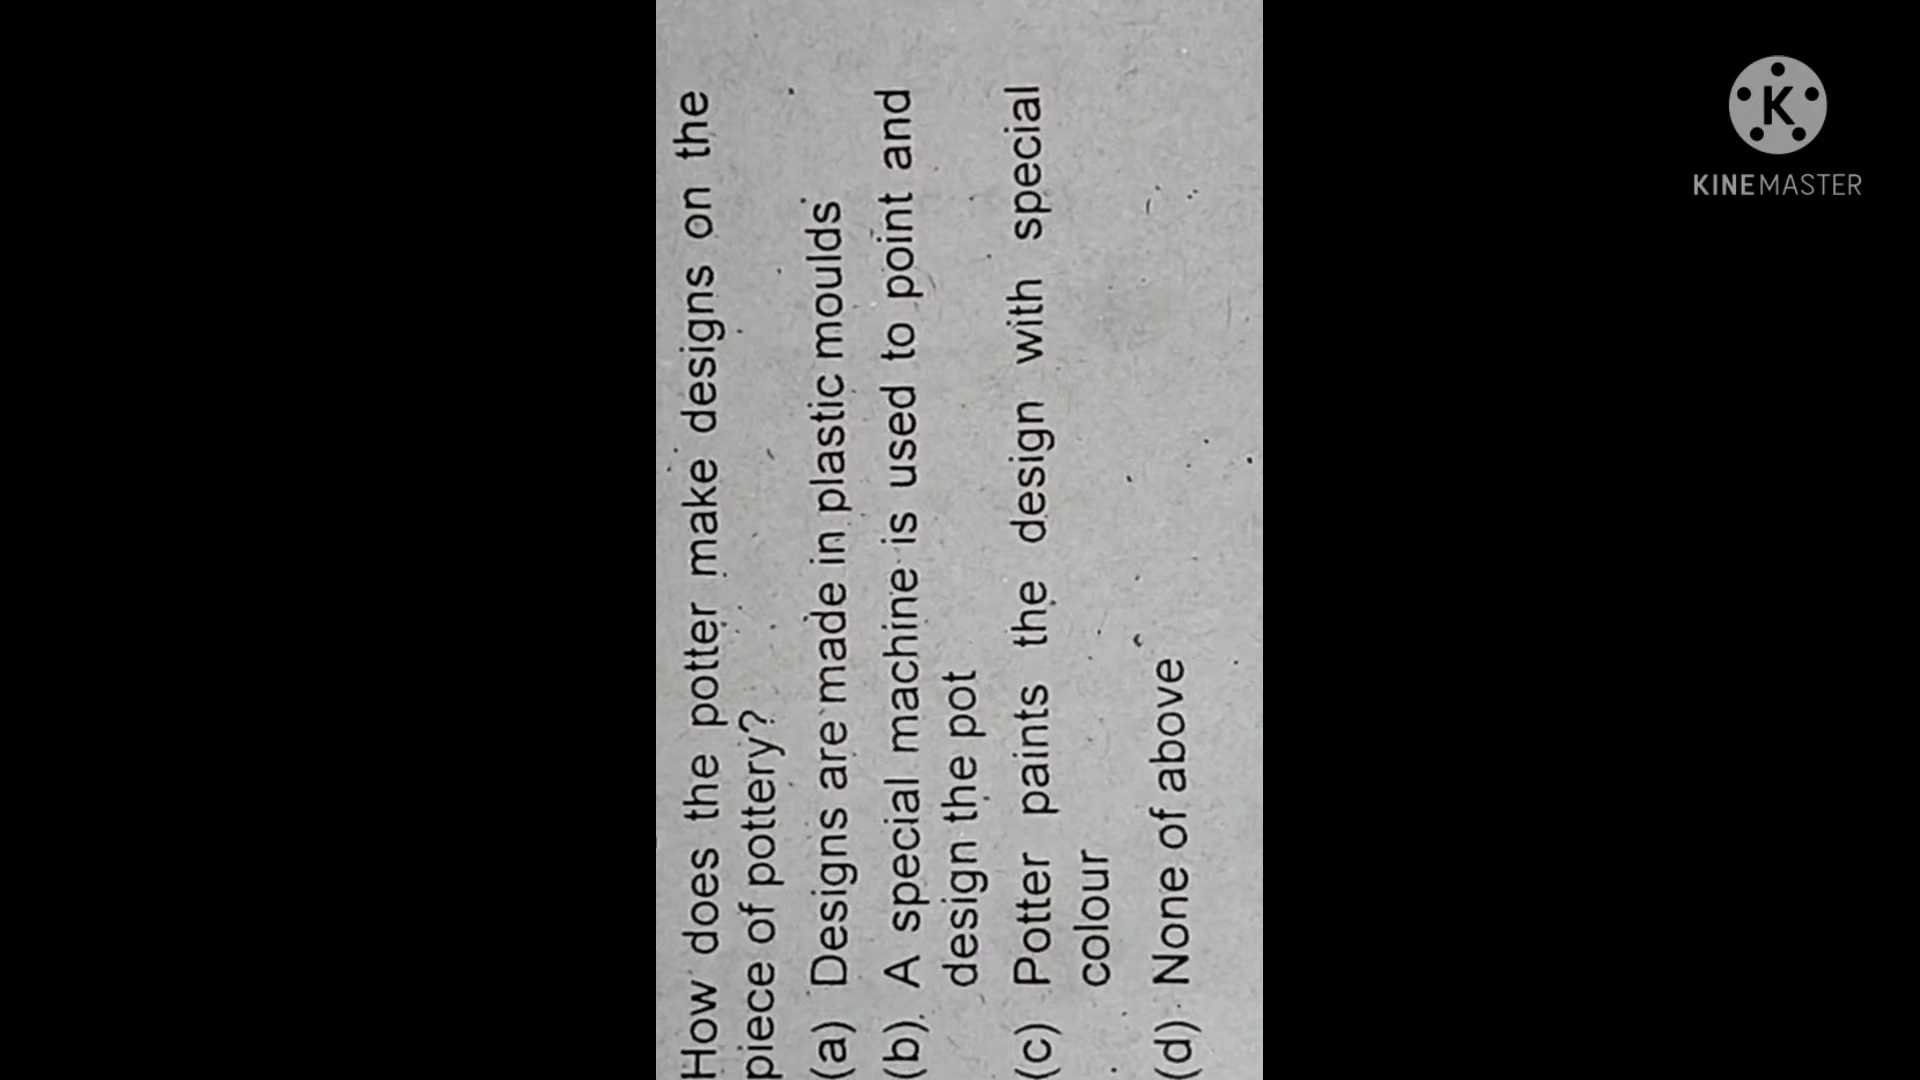 How does the potter make designs on the
piece of pottery?
(a) Designs are made in plastic moulds
(b) A special machine is used to point and
design the pot
(c) Potter paints the design with special
colour
(d) None of above
K
KINEMASTER